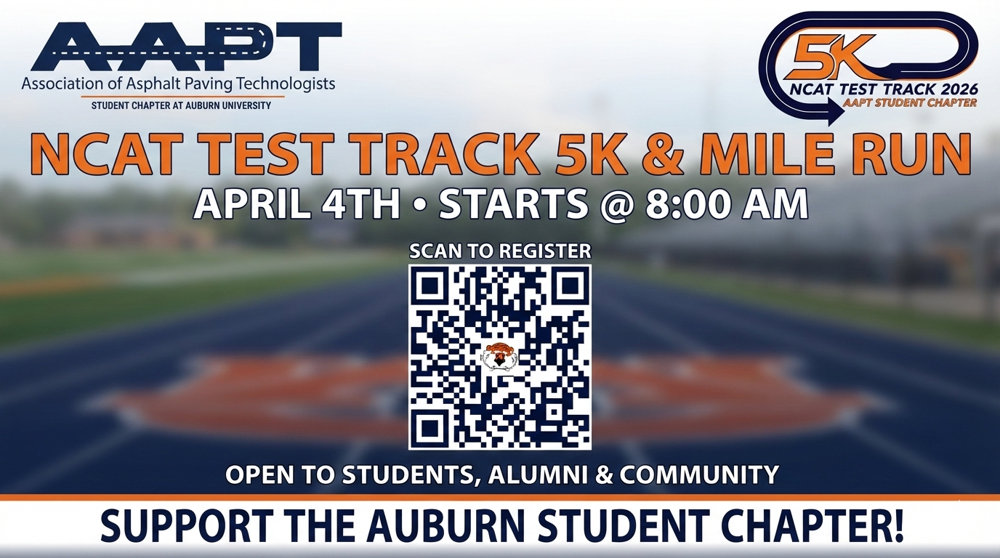 AAPT
Association of Asphalt Paving Technologists
STUDENT CHAPTER AT AUBURN UNIVERSITY
5K
NCAT TEST TRACK 2026
AAPT STUDENT CHAPTER
NCAT TEST TRACK 5K & MILE RUN
APRIL 4TH • STARTS @ 8:00 AM
SCAN TO REGISTER
OPEN TO STUDENTS, ALUMNI & COMMUNITY
SUPPORT THE AUBURN STUDENT CHAPTER!